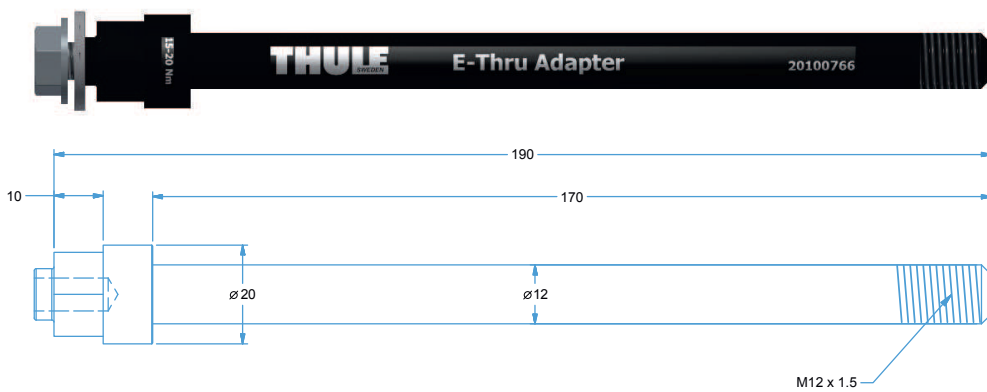 15-20 Nm
THULE
SWEDEN
E-Thru Adapter
20100766
190
10
170
⌀20
⌀12
M12 x 1.5